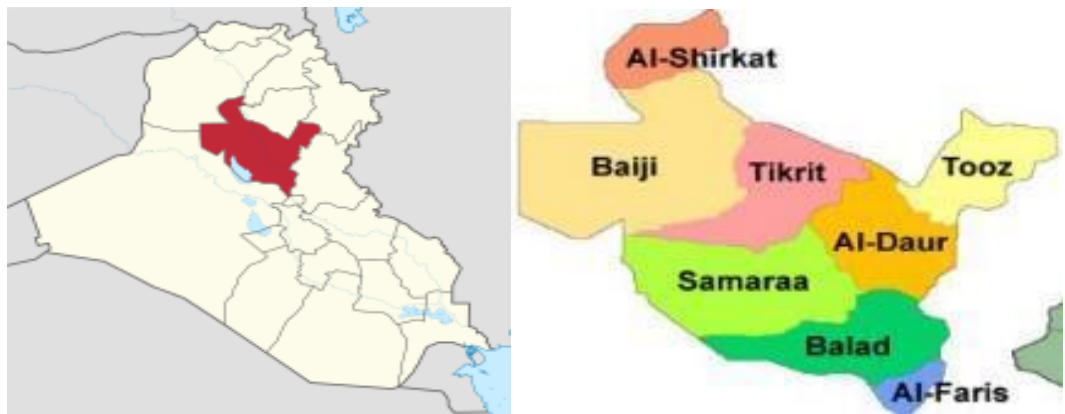 Al-Shirkat
Baiji
Tikrit
Tooz
Al-Daur
Samaraa
Balad
Al-Faris